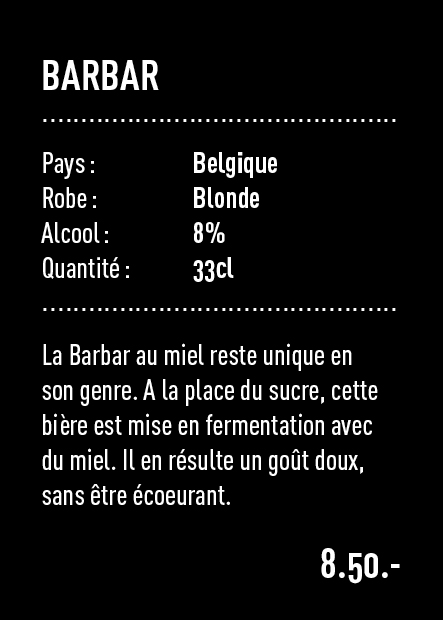 BARBAR
Pays : Belgique
Robe : Blonde
Alcool : 8%
Quantité : 33cl
La Barbar au miel reste unique en
son genre. A la place du sucre, cette
bière est mise en fermentation avec
du miel. Il en résulte un goût doux,
sans être écoeurant.
8.50.-